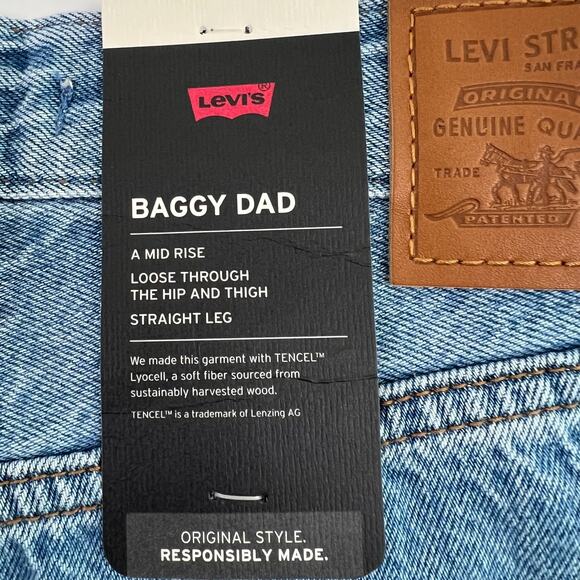 Levi's®
BAGGY DAD
A MID RISE
LOOSE THROUGH
THE HIP AND THIGH
STRAIGHT LEG
We made this garment with TENCEL™
Lyocell, a soft fiber sourced from
sustainably harvested wood.
TENCEL™ is a trademark of Lenzing AG
ORIGINAL STYLE.
RESPONSIBLY MADE.
LEVI STR
SAN FRA
ORIGINA
GENUINE QU
TRADE
PATENTED